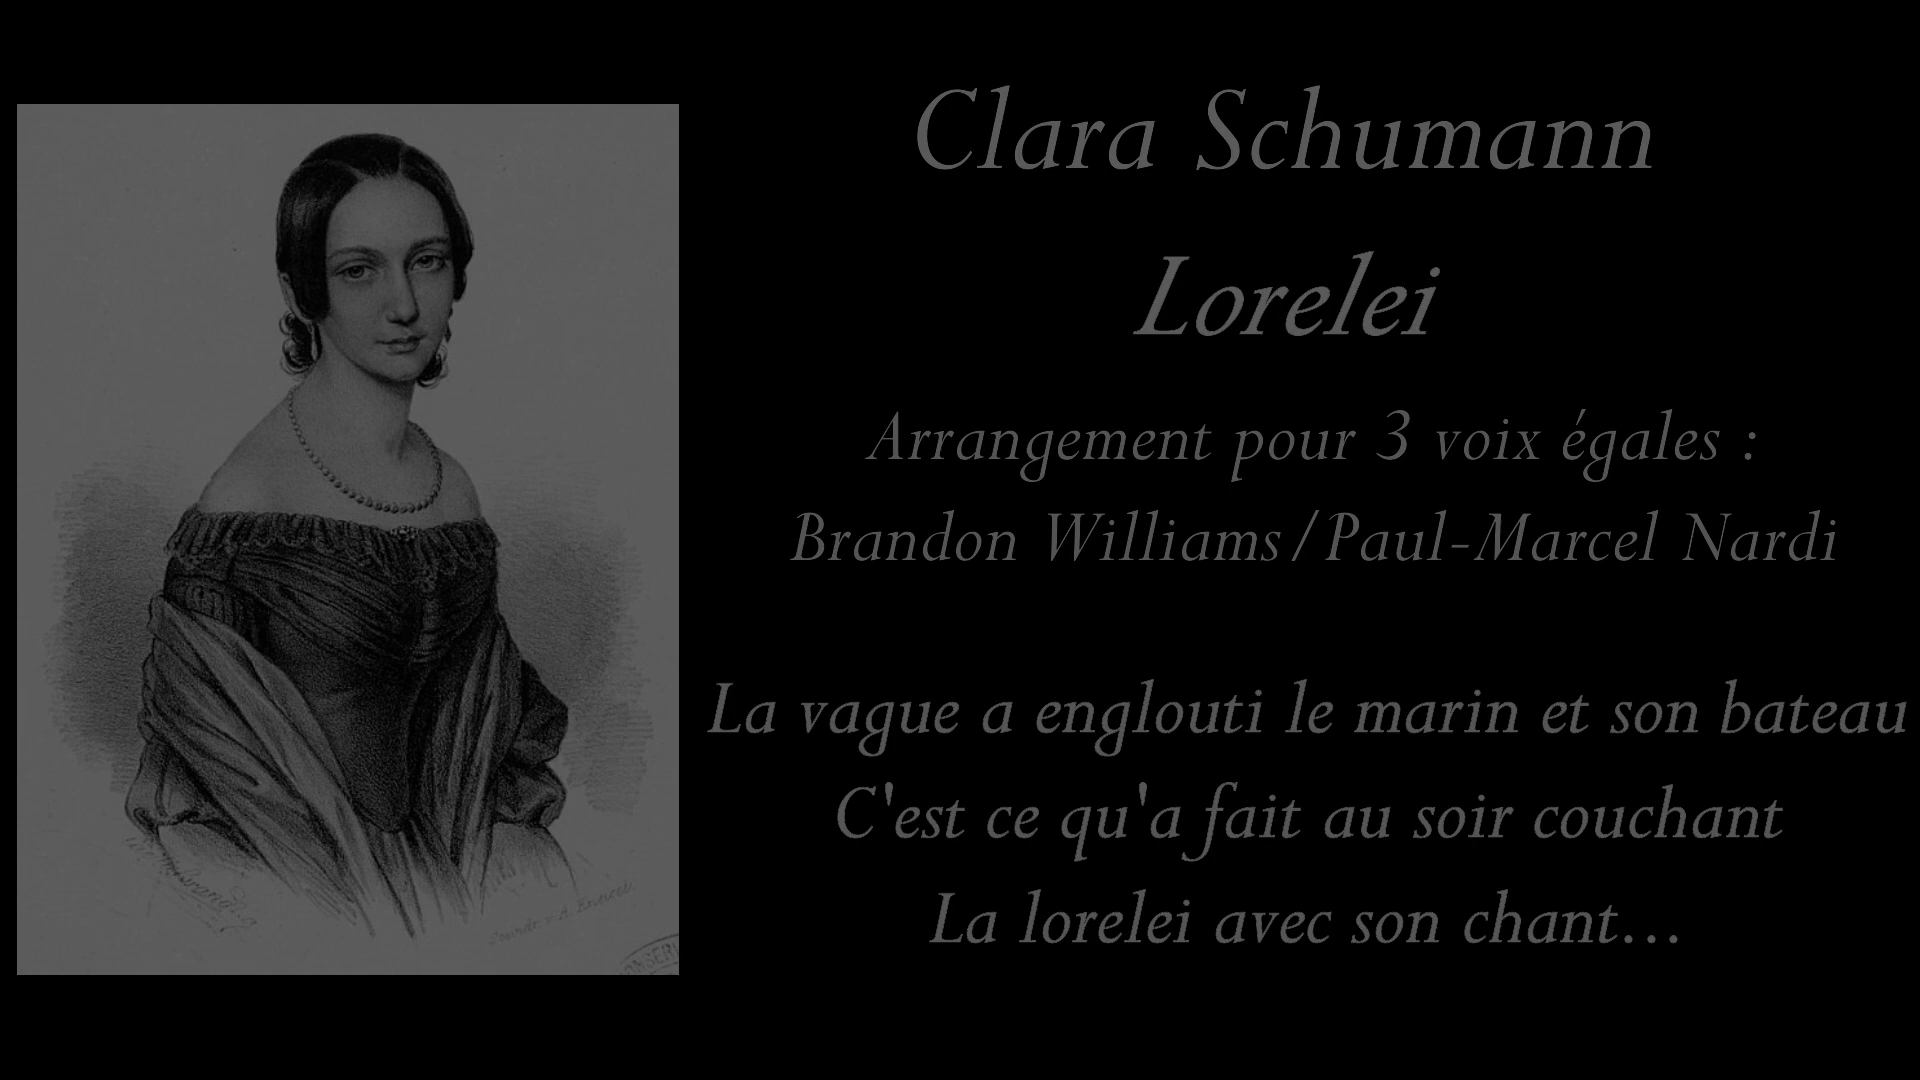 Clara Schumann
Lorelei
Arrangement pour 3 voix égales :
Brandon Williams/Paul-Marcel Nardi
La vague a englouti le marin et son bateau
C'est ce qu'a fait au soir couchant
La lorelei avec son chant...